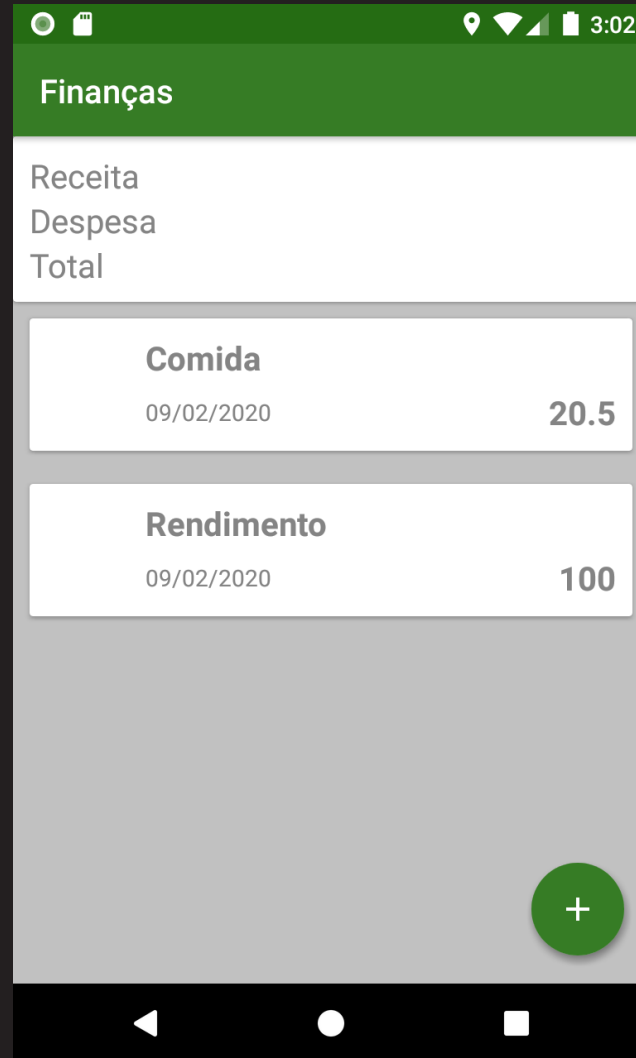 3:02
Finanças
Receita
Despesa
Total
Comida
09/02/2020
20.5
Rendimento
09/02/2020
100
+